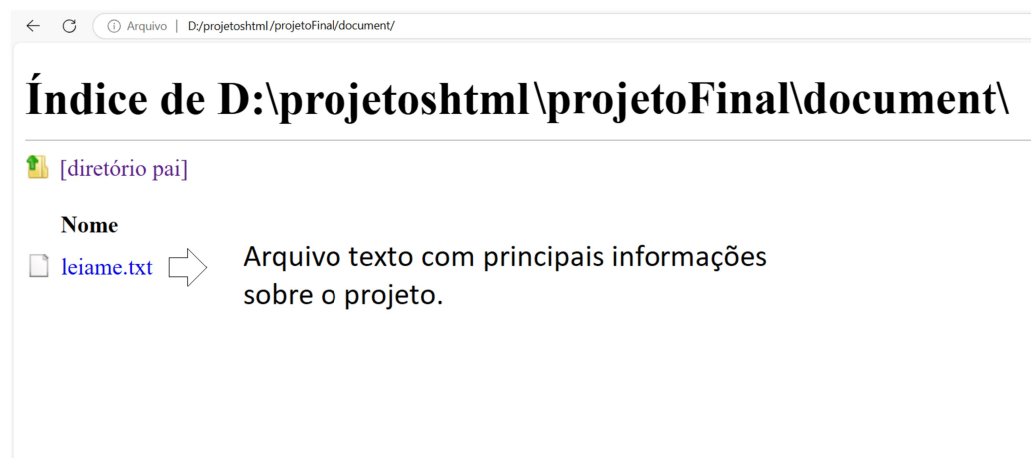 Arquivo | D:/projetoshtml/projetoFinal/document/
Índice de D:\projetoshtml\projetoFinal\document\
[diretório pai]
Nome
leiame.txt
Arquivo texto com principais informações
sobre o projeto.